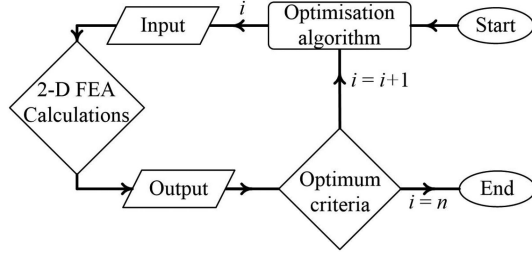 Start
Optimisation
algorithm
i
Input
2-D FEA
Calculations
Output
Optimum
criteria
i = i+1
i = n
End